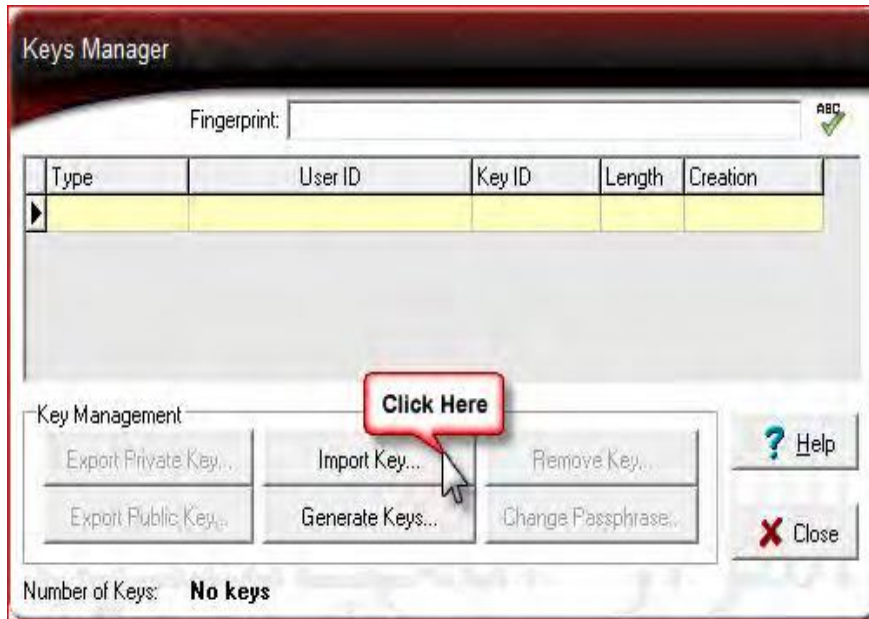 Keys Manager
Fingerprint:
ABC
Type User ID Key ID Length Creation
Click Here
Key Management
Export Private Key... Import Key... Remove Key...
Help
Export Public Key... Generate Keys... Change Passphrase..
Close
Number of Keys: No keys